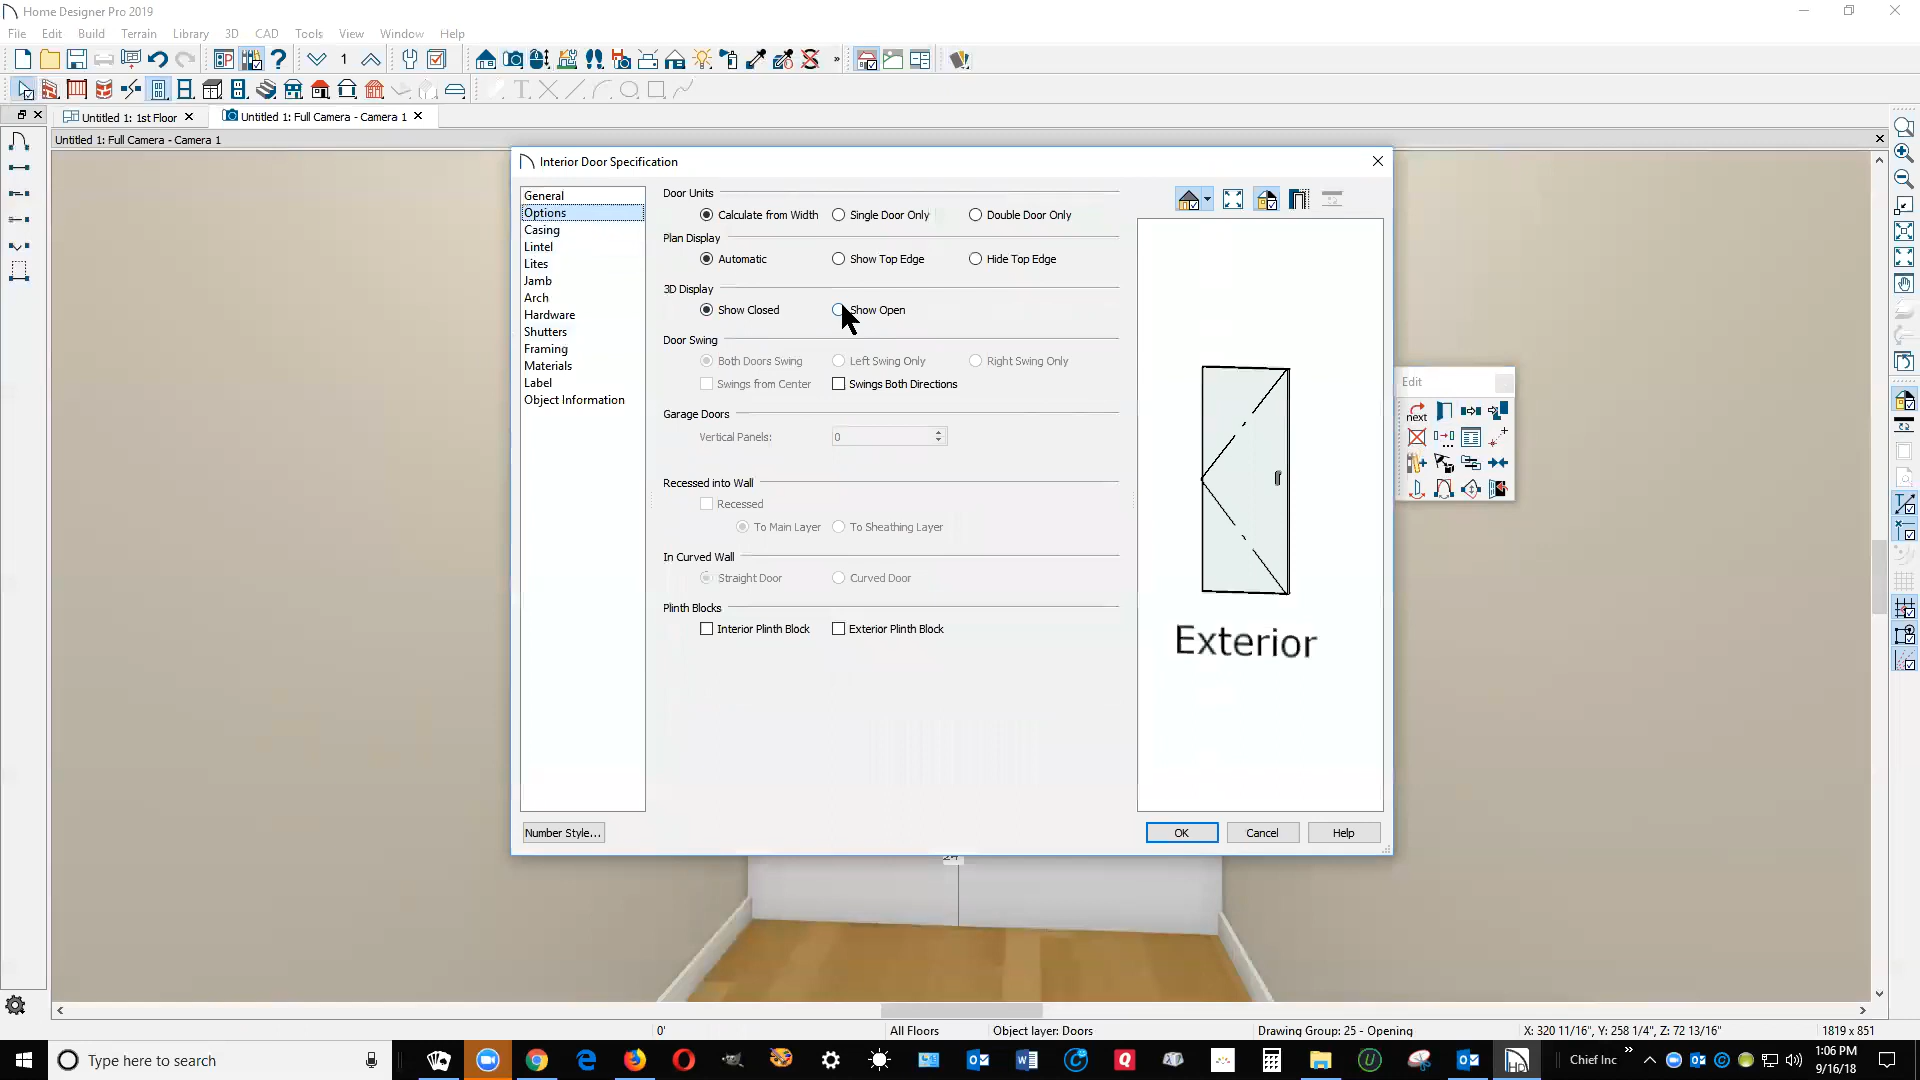 Home Designer Pro 2019
File Edit Build Terrain Library 3D CAD Tools View Window Help
1
Untitled 1: 1st Floor Untitled 1: Full Camera - Camera 1
Untitled 1: Full Camera - Camera 1
Interior Door Specification
General
Options
Casing
Lintel
Lites
Jamb
Arch
Hardware
Shutters
Framing
Materials
Label
Object Information
Door Units
Calculate from Width Single Door Only Double Door Only
Plan Display
Automatic Show Top Edge Hide Top Edge
3D Display
Show Closed Show Open
Door Swing
Both Doors Swing Left Swing Only Right Swing Only
Swings from Center Swings Both Directions
Garage Doors
Vertical Panels: 0
Recessed into Wall
Recessed
To Main Layer To Sheathing Layer
In Curved Wall
Straight Door Curved Door
Plinth Blocks
Interior Plinth Block Exterior Plinth Block
Exterior
Number Style... OK Cancel Help
Edit
next
0' All Floors Object layer: Doors Drawing Group: 25 - Opening X: 320 11/16", Y: 258 1/4", Z: 72 13/16" 1819 x 851
Type here to search
Chief Inc
1:06 PM
9/16/18